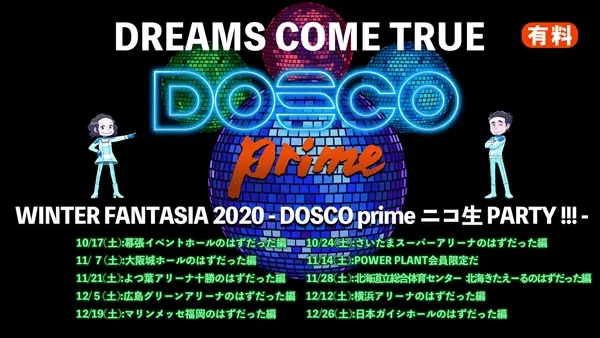 DREAMS COME TRUE
有料
DOSCO
prime
WINTER FANTASIA 2020 - DOSCO prime ニコ生 PARTY !!! -
10/17(土):幕張イベントホールのはずだった編
10/24(土):さいたまスーパーアリーナのはずだった編
11/ 7(土):大阪城ホールのはずだった編
11/14(土):POWER PLANT会員限定だ
11/21(土):よつ葉アリーナ十勝のはずだった編
11/28(土):北海道立総合体育センター 北海きたえーるのはずだった編
12/ 5(土):広島グリーンアリーナのはずだった編
12/12(土):横浜アリーナのはずだった編
12/19(土):マリンメッセ福岡のはずだった編
12/26(土):日本ガイシホールのはずだった編